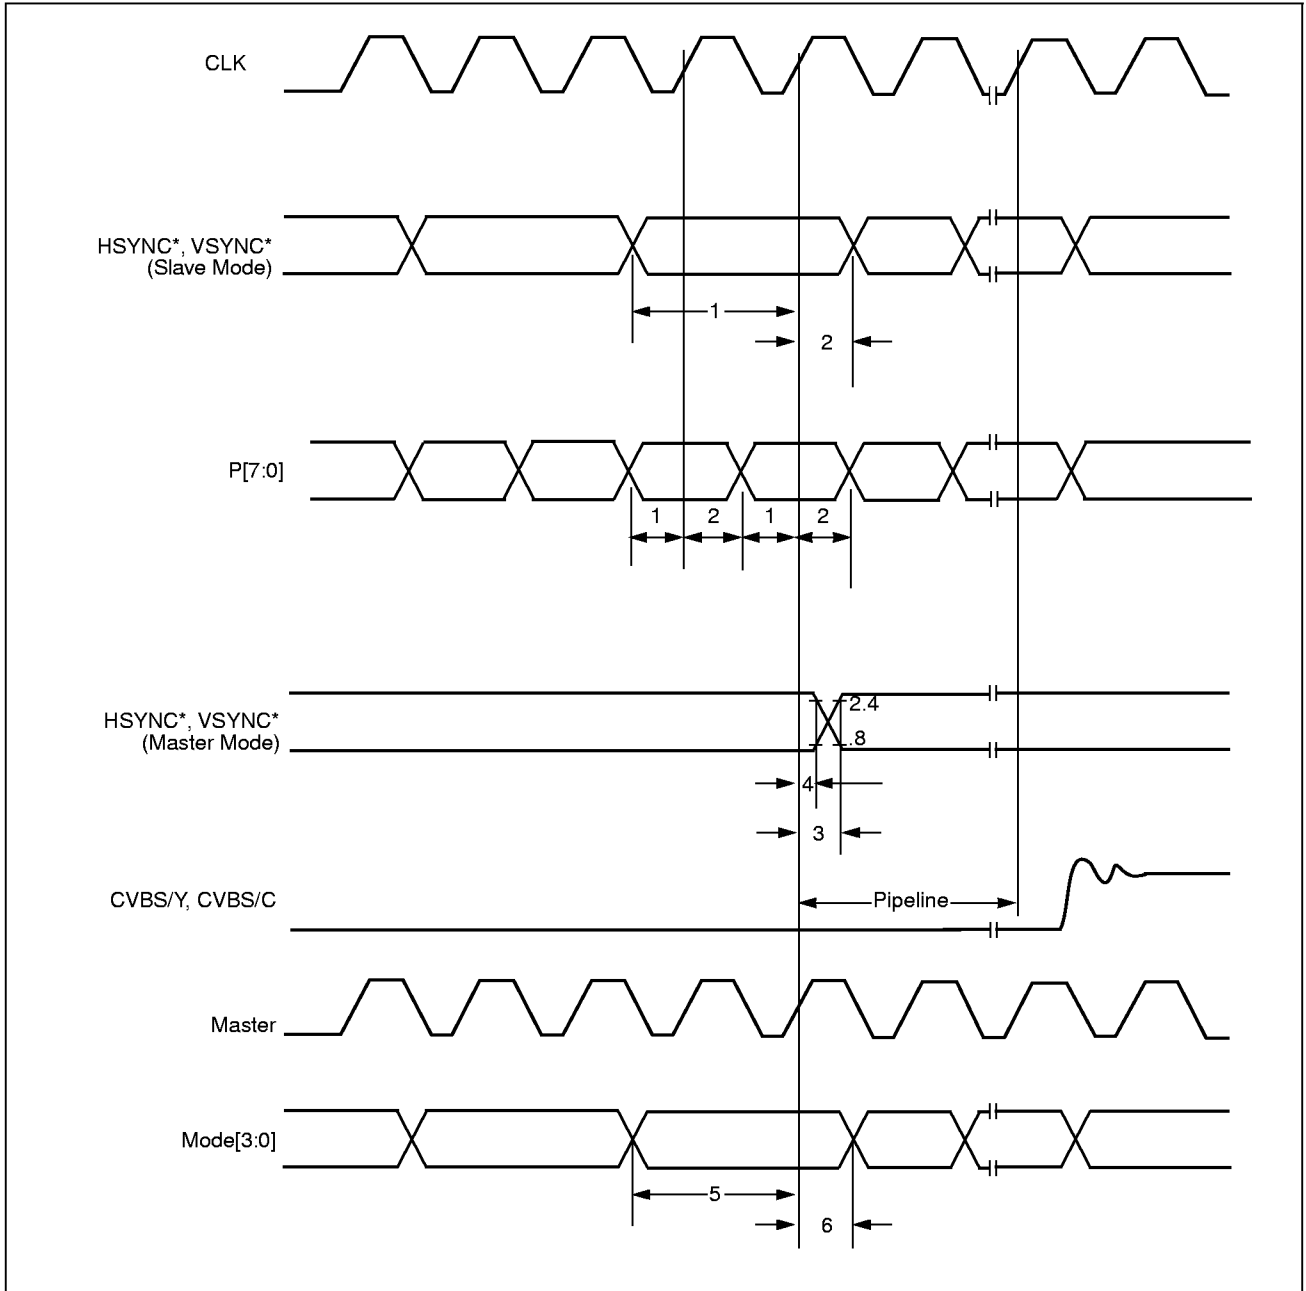 CLK
HSYNC*, VSYNC*
(Slave Mode)
1
2
P[7:0]
1 2 1 2
HSYNC*, VSYNC*
(Master Mode)
2.4
.8
4
3
CVBS/Y, CVBS/C
Pipeline
Master
Mode[3:0]
5
6